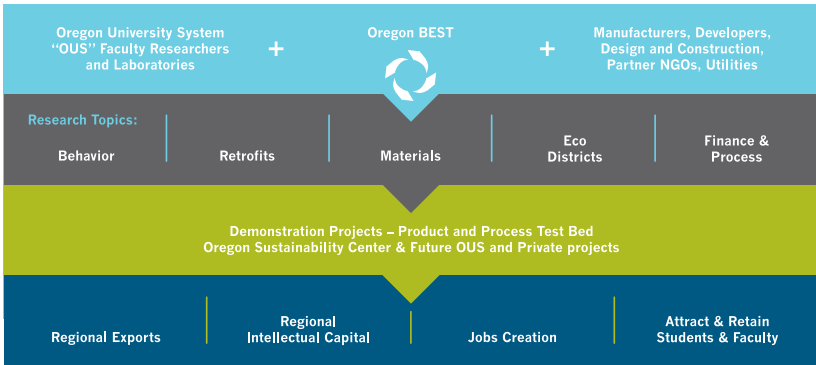 Oregon University System
“OUS” Faculty Researchers
and Laboratories
+
Oregon BEST
+
Manufacturers, Developers,
Design and Construction,
Partner NGOs, Utilities
Research Topics:
Behavior
Retrofits
Materials
Eco
Districts
Finance &
Process
Demonstration Projects – Product and Process Test Bed
Oregon Sustainability Center & Future OUS and Private projects
Regional Exports
Regional
Intellectual Capital
Jobs Creation
Attract & Retain
Students & Faculty